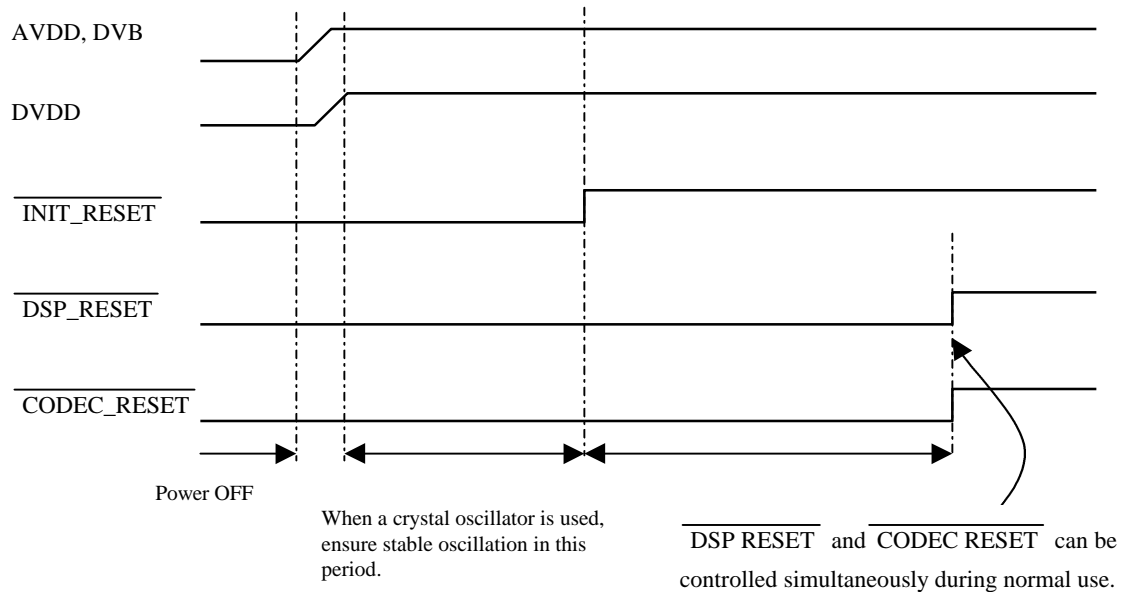 AVDD, DVB
DVDD
INIT_RESET
DSP_RESET
CODEC_RESET
Power OFF
When a crystal oscillator is used,
ensure stable oscillation in this
period.
DSP RESET and CODEC RESET can be
controlled simultaneously during normal use.